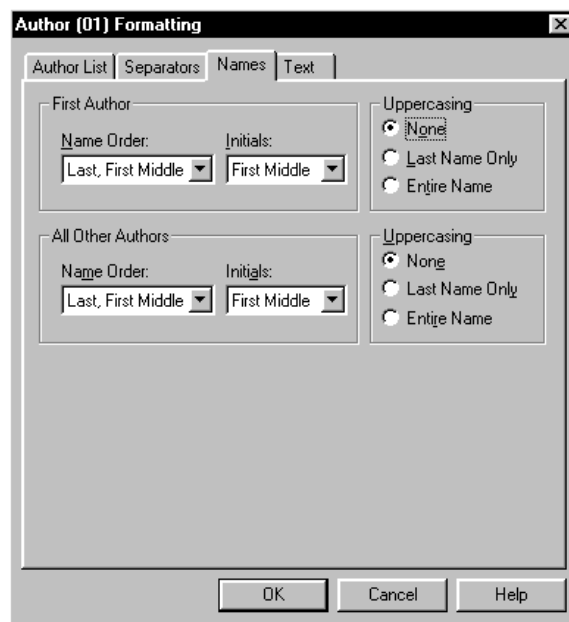 Author (01) Formatting
Author List Separators Names Text
First Author
Name Order: Initials:
Last, First Middle First Middle
Uppercasing
None
Last Name Only
Entire Name
All Other Authors
Name Order: Initials:
Last, First Middle First Middle
Uppercasing
None
Last Name Only
Entire Name
OK Cancel Help